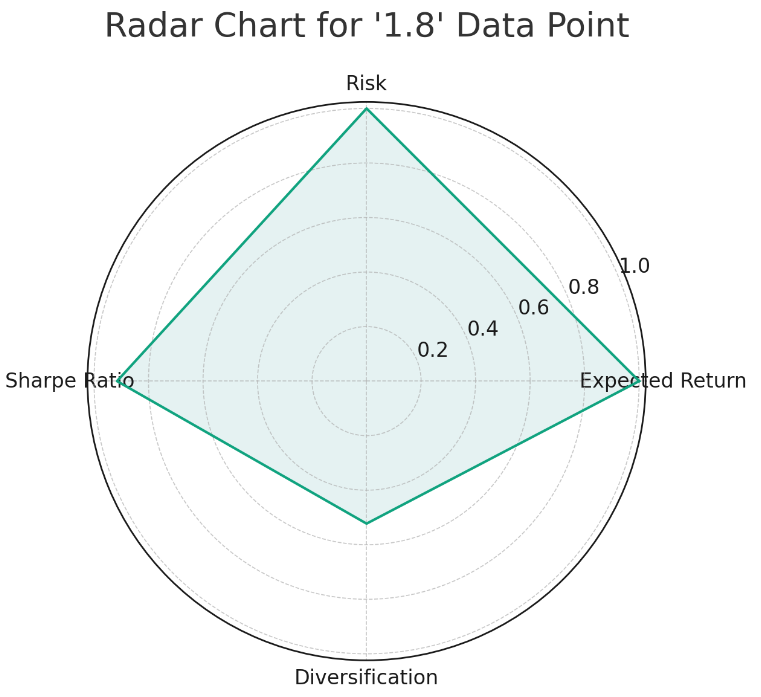 Radar Chart for '1.8' Data Point
Risk
1.0
0.8
0.6
0.4
0.2
Sharpe Ratio
Expected Return
Diversification